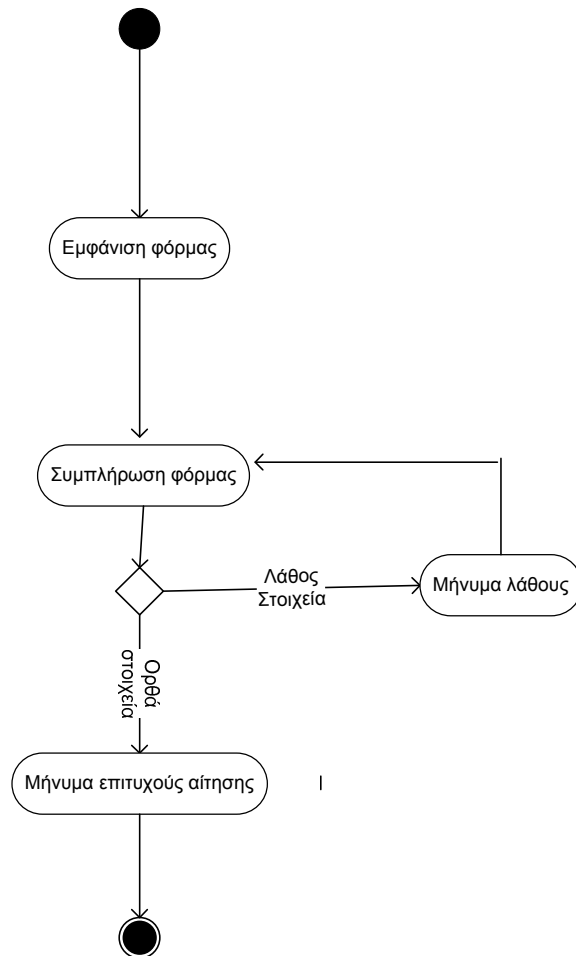 Εμφάνιση φόρμας
Συμπλήρωση φόρμας
Λάθος
Στοιχεία
Μήνυμα λάθους
Ορθά
στοιχεία
Μήνυμα επιτυχούς αίτησης